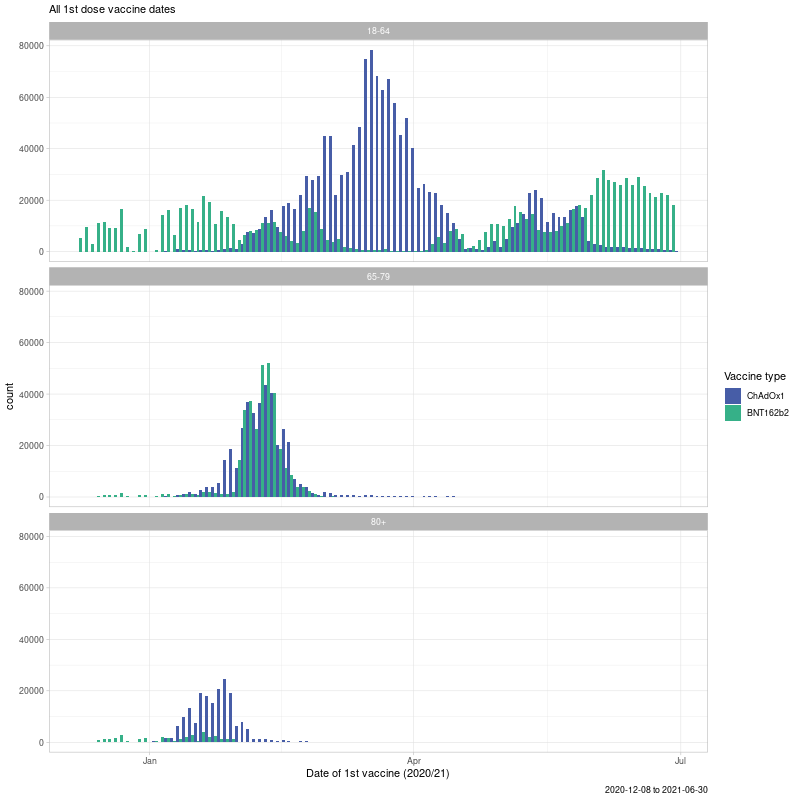 All 1st dose vaccine dates
18-64
80000
60000
40000
20000
0
65-79
80000
60000
40000
20000
0
80+
80000
60000
40000
20000
0
count
Jan
Apr
Jul
Date of 1st vaccine (2020/21)
Vaccine type
ChAdOx1
BNT162b2
2020-12-08 to 2021-06-30